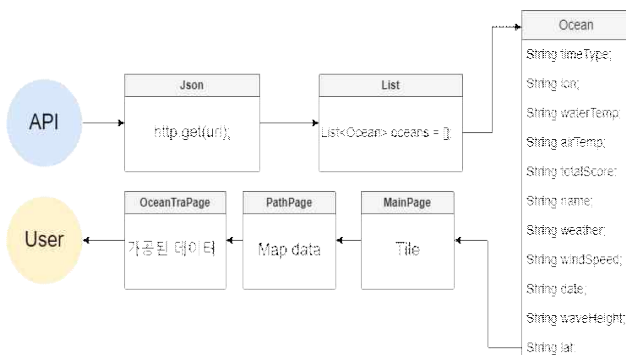 Ocean
String timeType;
String lon;
String waterTemp;
String airTemp;
String totalScore;
String name;
String weather;
String windSpeed;
String date;
String waveHeight;
String lat;
Json
http.get(url);
List
List<Ocean> oceans = [];
API
OceanTraPage
가공된 데이터
PathPage
Map data
MainPage
Tile
User